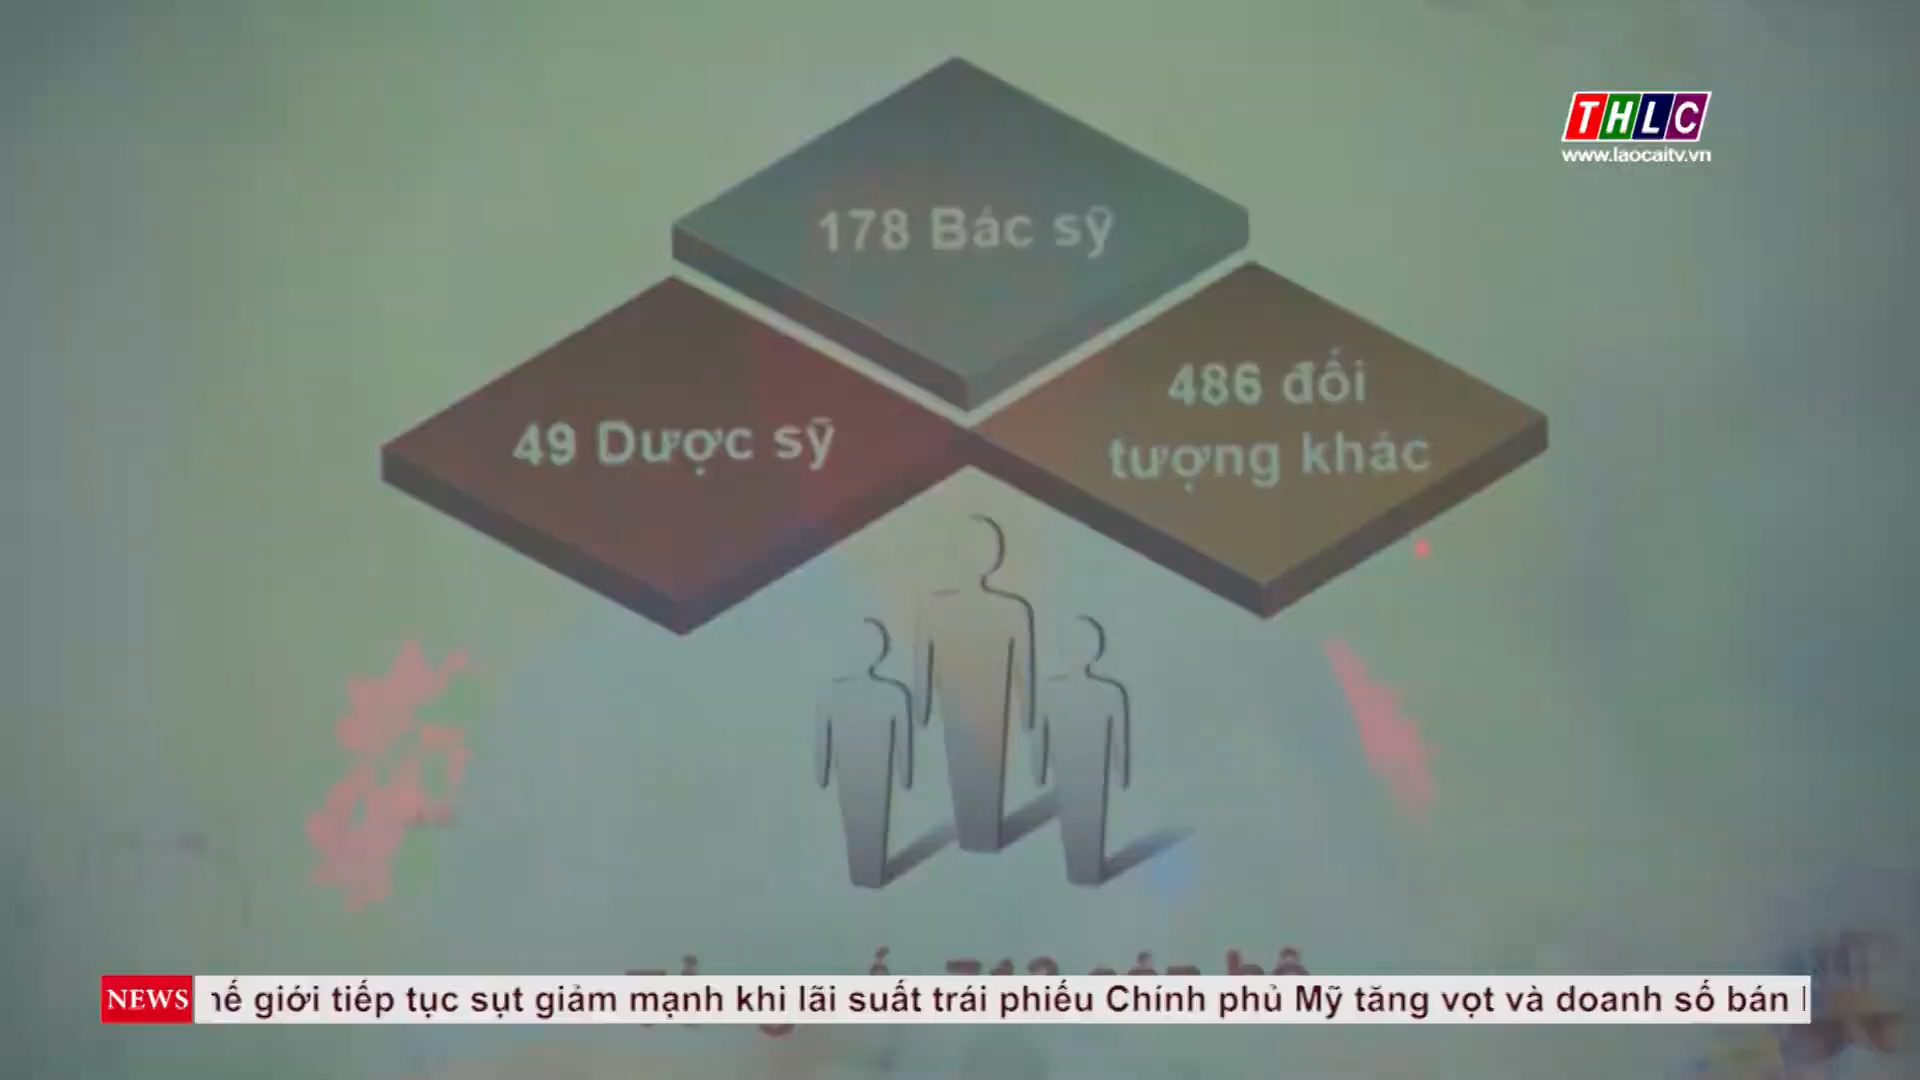 THLC
www.laocaitv.vn
178 Bác sỹ
49 Dược sỹ
486 đối
tượng khác
NEWS
giới tiếp tục sụt giảm mạnh khi lãi suất trái phiếu Chính phủ Mỹ tăng vọt và doanh số bán